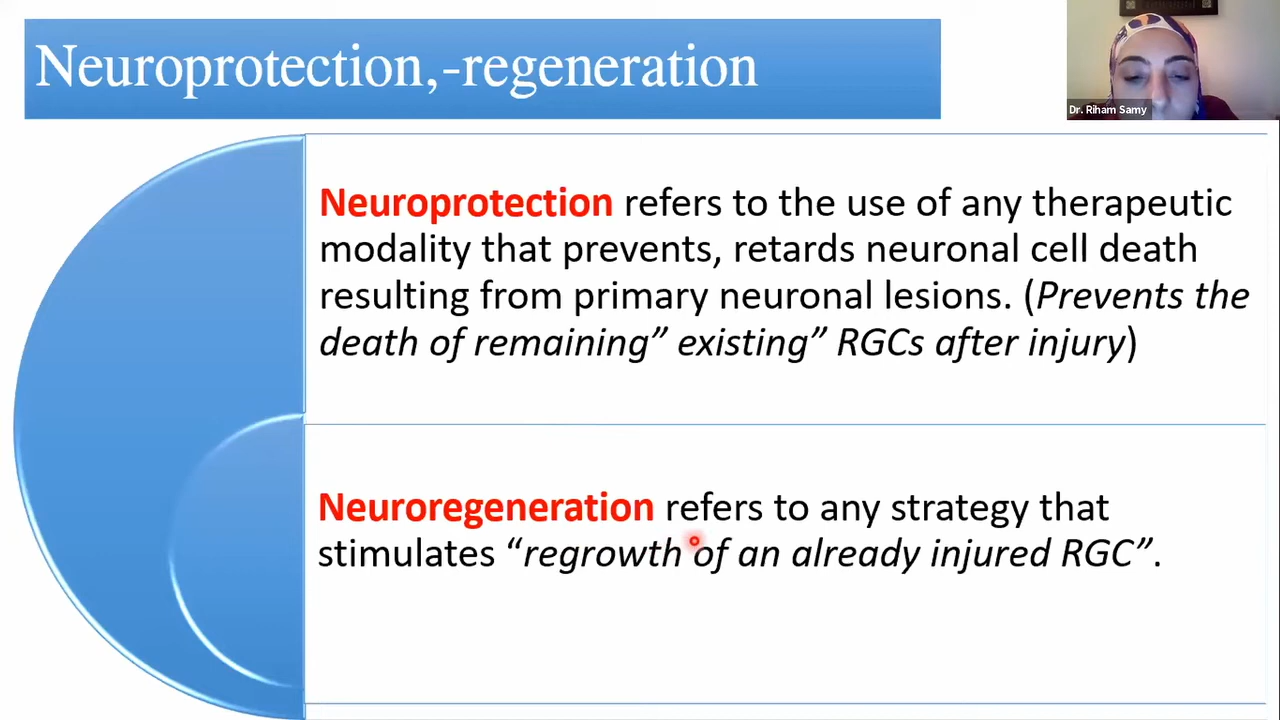 Neuroprotection,-regeneration
Dr. Riham Samy
Neuroprotection refers to the use of any therapeutic
modality that prevents, retards neuronal cell death
resulting from primary neuronal lesions. (Prevents the
death of remaining” existing” RGCs after injury)
Neuroregeneration refers to any strategy that
stimulates “regrowth of an already injured RGC”.